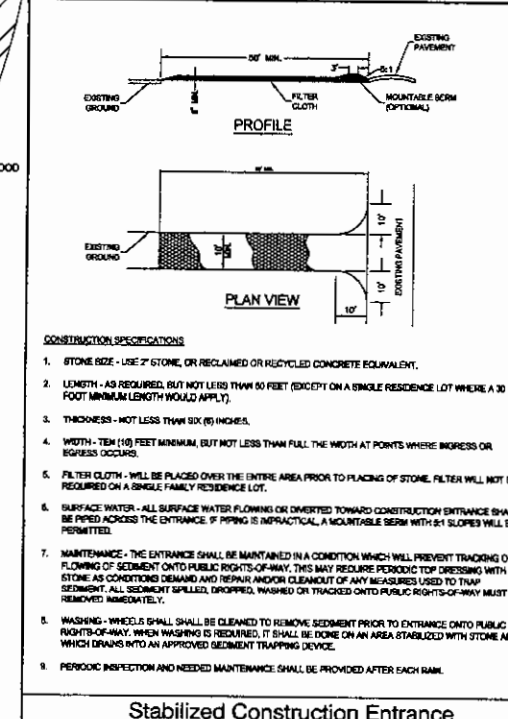 50' MIN.
EXISTING
PAVEMENT
3'
5:1
EXISTING
GROUND
6" MIN.
FILTER
CLOTH
MOUNTABLE BERM
(OPTIONAL)
PROFILE
EXISTING
GROUND
10'
MIN.
10'
10'
EXISTING PAVEMENT
10'
PLAN VIEW
CONSTRUCTION SPECIFICATIONS
1. STONE SIZE - USE 2" STONE, OR RECLAIMED OR RECYCLED CONCRETE EQUIVALENT.
2. LENGTH - AS REQUIRED, BUT NOT LESS THAN 50 FEET (EXCEPT ON A SINGLE RESIDENCE LOT WHERE A 30
FOOT MINIMUM LENGTH WOULD APPLY).
3. THICKNESS - NOT LESS THAN SIX (6) INCHES.
4. WIDTH - TEN (10) FEET MINIMUM, BUT NOT LESS THAN FULL THE WIDTH AT POINTS WHERE INGRESS OR
EGRESS OCCURS.
5. FILTER CLOTH - WILL BE PLACED OVER THE ENTIRE AREA PRIOR TO PLACING OF STONE. FILTER WILL NOT
REQUIRED ON A SINGLE FAMILY RESIDENCE LOT.
6. SURFACE WATER - ALL SURFACE WATER FLOWING OR DIVERTED TOWARD CONSTRUCTION ENTRANCE SHA
BE PIPED ACROSS THE ENTRANCE. IF PIPING IS IMPRACTICAL, A MOUNTABLE BERM WITH 5:1 SLOPES WILL
PERMITTED.
7. MAINTENANCE - THE ENTRANCE SHALL BE MAINTAINED IN A CONDITION WHICH WILL PREVENT TRACKING O
FLOWING OF SEDIMENT ONTO PUBLIC RIGHTS-OF-WAY. THIS MAY REQUIRE PERIODIC TOP DRESSING WITH
STONE AS CONDITIONS DEMAND AND REPAIR AND/OR CLEANOUT OF ANY MEASURES USED TO TRAP
SEDIMENT. ALL SEDIMENT SPILLED, DROPPED, WASHED OR TRACKED ONTO PUBLIC RIGHTS-OF-WAY MUST
REMOVED IMMEDIATELY.
8. WASHING - WHEELS SHALL SHALL BE CLEANED TO REMOVE SEDIMENT PRIOR TO ENTRANCE ONTO PUBLIC
RIGHTS-OF-WAY. WHEN WASHING IS REQUIRED, IT SHALL BE DONE ON AN AREA STABILIZED WITH STONE A
WHICH DRAINS INTO AN APPROVED SEDIMENT TRAPPING DEVICE.
9. PERIODIC INSPECTION AND NEEDED MAINTENANCE SHALL BE PROVIDED AFTER EACH RAIN.
Stabilized Construction Entrance